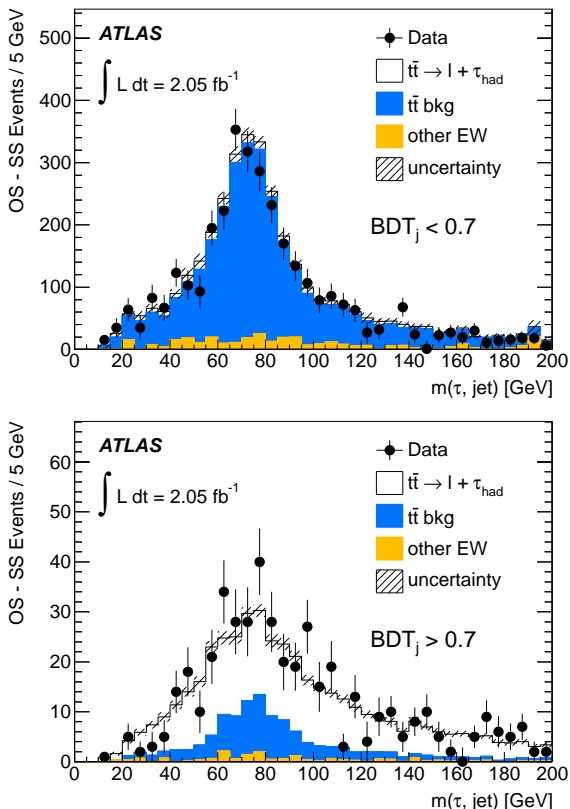 OS - SS Events / 5 GeV
500
400
300
200
100
0
ATLAS
∫ L dt = 2.05 fb⁻¹
Data
tt̄ → l + τhad
tt̄ bkg
other EW
uncertainty
BDTj < 0.7
0 20 40 60 80 100 120 140 160 180 200
m(τ, jet) [GeV]
OS - SS Events / 5 GeV
60
50
40
30
20
10
0
ATLAS
∫ L dt = 2.05 fb⁻¹
Data
tt̄ → l + τhad
tt̄ bkg
other EW
uncertainty
BDTj > 0.7
0 20 40 60 80 100 120 140 160 180 200
m(τ, jet) [GeV]